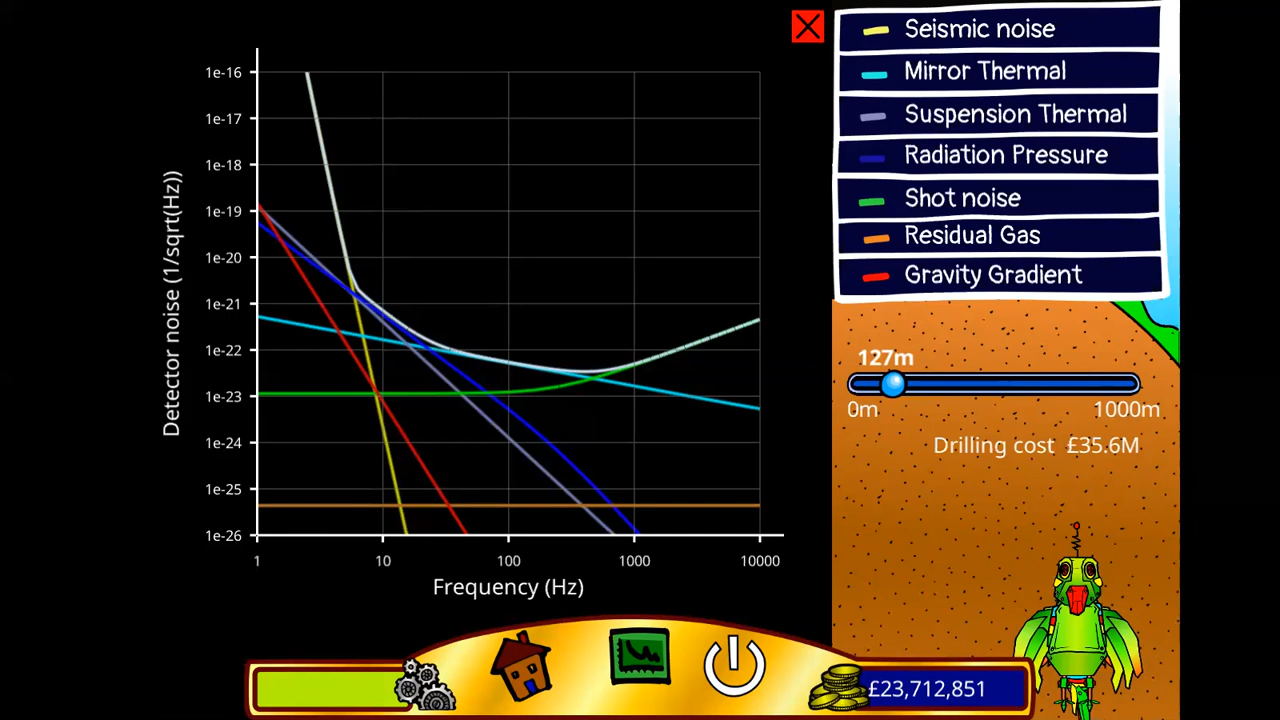 Seismic noise
Mirror Thermal
Suspension Thermal
Radiation Pressure
Shot noise
Residual Gas
Gravity Gradient
Detector noise (1/sqrt(Hz))
1e-16
1e-17
1e-18
1e-19
1e-20
1e-21
1e-22
1e-23
1e-24
1e-25
1e-26
1 10 100 1000 10000
Frequency (Hz)
127m
0m 1000m
Drilling cost £35.6M
£23,712,851